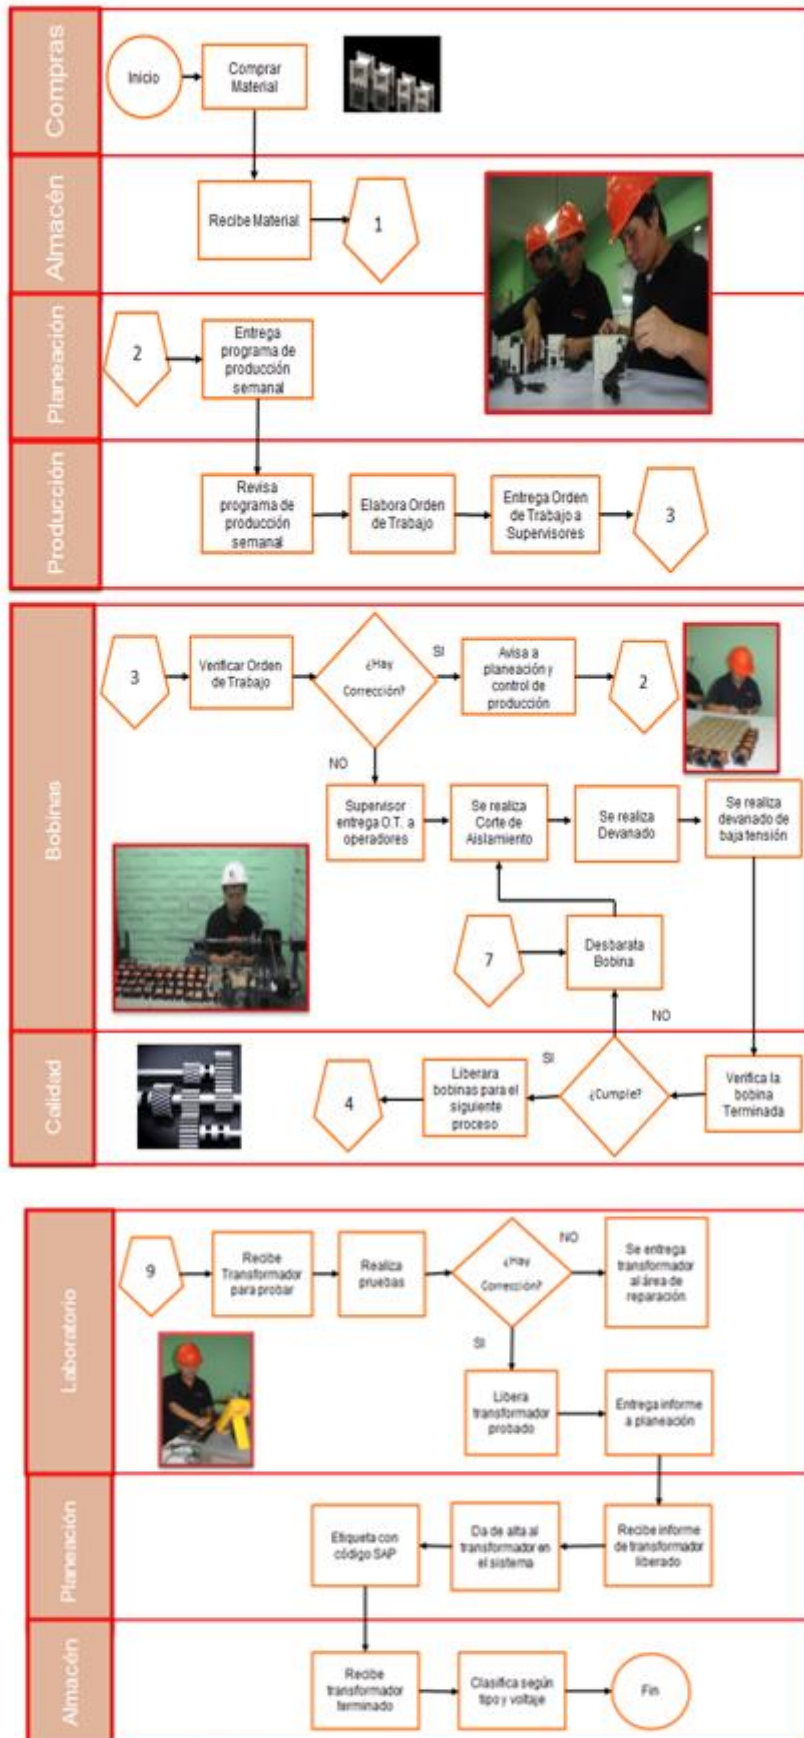 Compras
Inicio
Comprar
Material
Almacén
Recibe Material
1
Planeación
2
Entrega
programa de
producción
semanal
Producción
Revisa
programa de
producción
semanal
Elabora Orden
de Trabajo
Entrega Orden
de Trabajo a
Supervisores
3
Bobinas
3
Verificar Orden
de Trabajo
¿Hay
Corrección?
SI
Avisa a
planeación y
control de
producción
2
NO
Supervisor
entrega O.T. a
operadores
Se realiza
Corte de
Aislamiento
Se realiza
Devanado
Se realiza
devanado de
baja tensión
7
Desbarata
Bobina
NO
Calidad
4
Liberara
bobinas para el
siguiente
proceso
SI
¿Cumple?
Verifica la
bobina
Terminada
Laboratorio
9
Recibe
Transformador
para probar
Realiza
pruebas
¿Hay
Corrección?
NO
Se entrega
transformador
al área de
reparación
SI
Libera
transformador
probado
Entrega informe
a planeación
Planeación
Etiqueta con
código SAP
Da de alta al
transformador en
el sistema
Recibe informe
de transformador
liberado
Almacén
Recibe
transformador
terminado
Clasifica según
tipo y voltaje
Fin